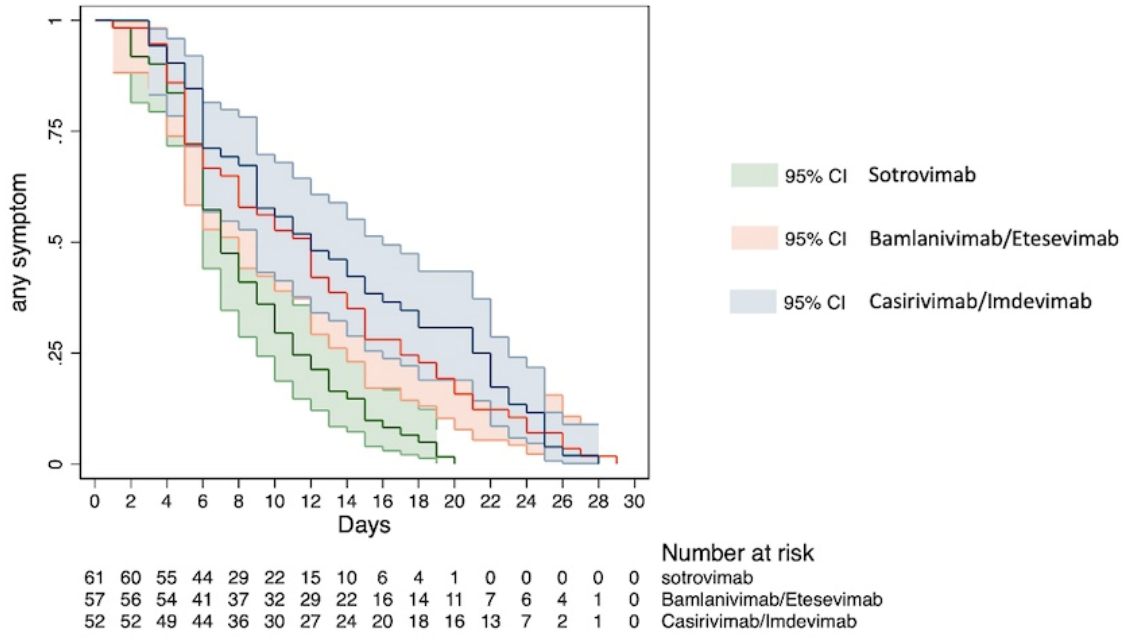 1
.75
.5
.25
0
any symptom
0 2 4 6 8 10 12 14 16 18 20 22 24 26 28 30
Days
95% CI Sotrovimab
95% CI Bamlanivimab/Etesevimab
95% CI Casirivimab/Imdevimab
Number at risk
61 60 55 44 29 22 15 10 6 4 1 0 0 0 0 0 sotrovimab
57 56 54 41 37 32 29 22 16 14 11 7 6 4 1 0 Bamlanivimab/Etesevimab
52 52 49 44 36 30 27 24 20 18 16 13 7 2 1 0 Casirivimab/Imdevimab